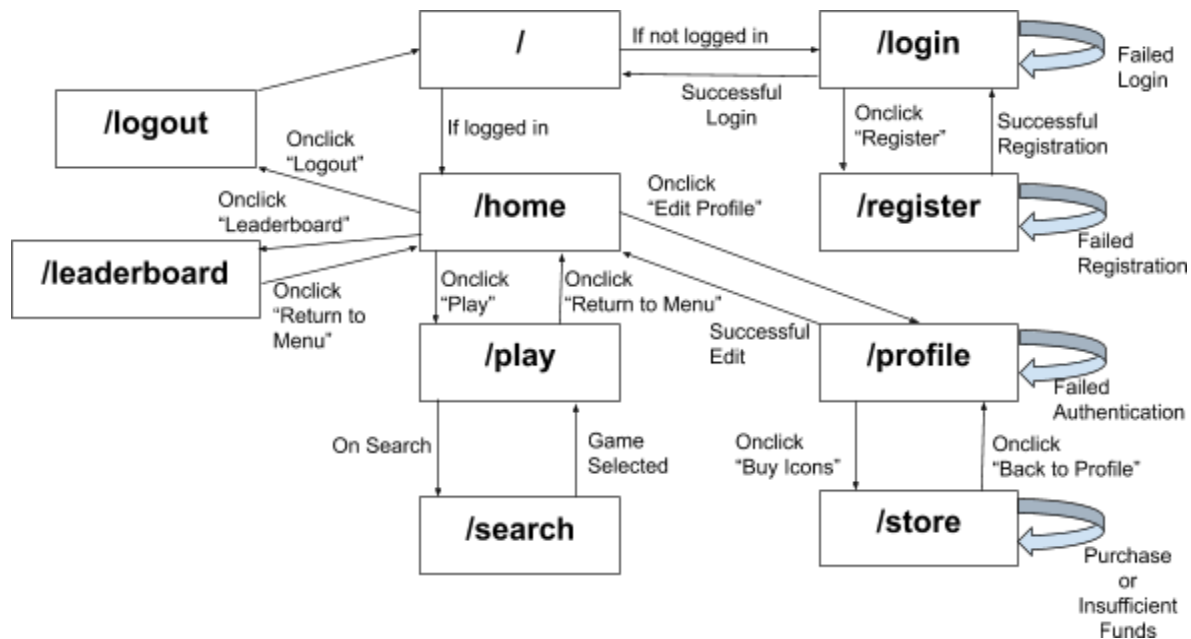 /
If not logged in
/login
Failed
Login
Successful
Login
/logout
Onclick
“Logout”
If logged in
Onclick
“Register”
Successful
Registration
Onclick
“Leaderboard”
/home
Onclick
“Edit Profile”
/register
Failed
Registration
/leaderboard
Onclick
“Return to
Menu”
Onclick
“Play”
Onclick
“Return to Menu”
Successful
Edit
/play
/profile
Failed
Authentication
On Search
Game
Selected
Onclick
“Buy Icons”
Onclick
“Back to Profile”
/search
/store
Purchase
or
Insufficient
Funds